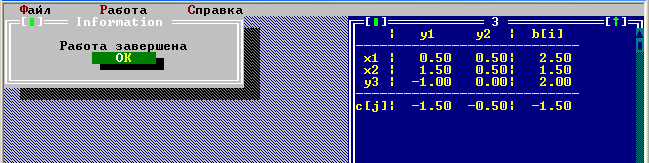 Файл Работа Справка
Information
Работа завершена
OK
3
| y1 y2 | b[i]
x1 | 0.50 0.50| 2.50
x2 | 1.50 0.50| 1.50
y3 | -1.00 0.00| 2.00
c[j]| -1.50 -0.50| -1.50